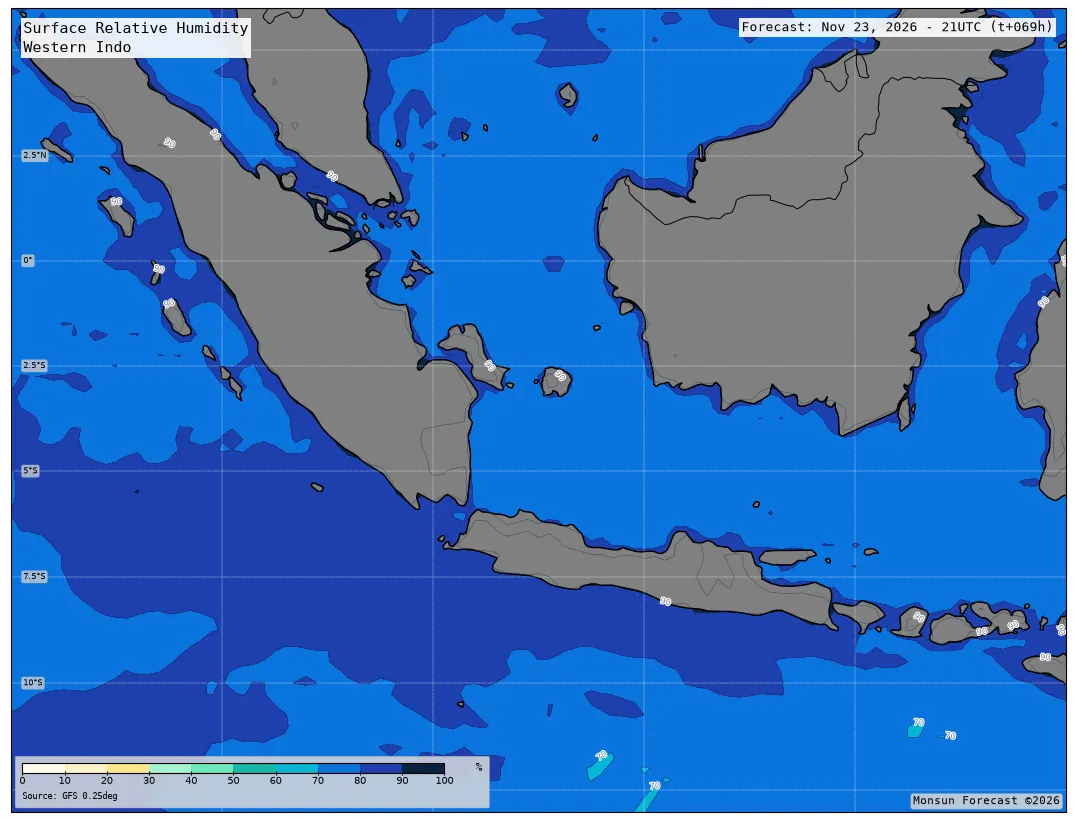 Surface Relative Humidity
Western Indo
Forecast: Nov 23, 2026 - 21UTC (t+069h)
90
90
2.5°N
90
90
0°
90
90
90
2.5°S
90
90
5°S
7.5°S
90
90
90
90
90
90
10°S
70
70
70
70
%
0 10 20 30 40 50 60 70 80 90 100
Source: GFS 0.25deg
Monsun Forecast ©2026